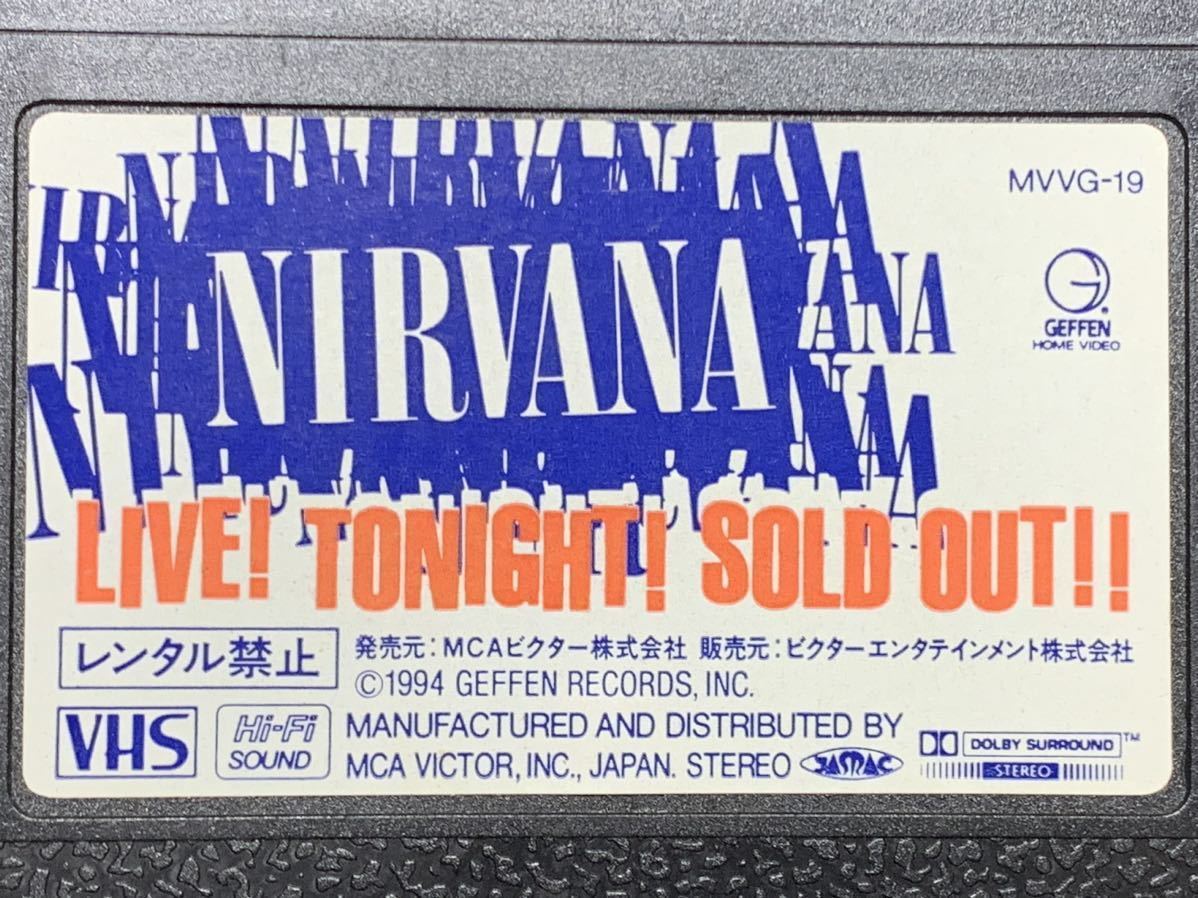 MVVG-19
NIRVANA
GEFFEN
HOME VIDEO
LIVE! TONIGHT! SOLD OUT!!
レンタル禁止
発売元:MCAビクター株式会社 販売元:ビクターエンタテインメント株式会社
©1994 GEFFEN RECORDS, INC.
VHS
Hi-Fi
SOUND
MANUFACTURED AND DISTRIBUTED BY
MCA VICTOR, INC., JAPAN. STEREO
JASRAC
DOLBY SURROUND™
STEREO